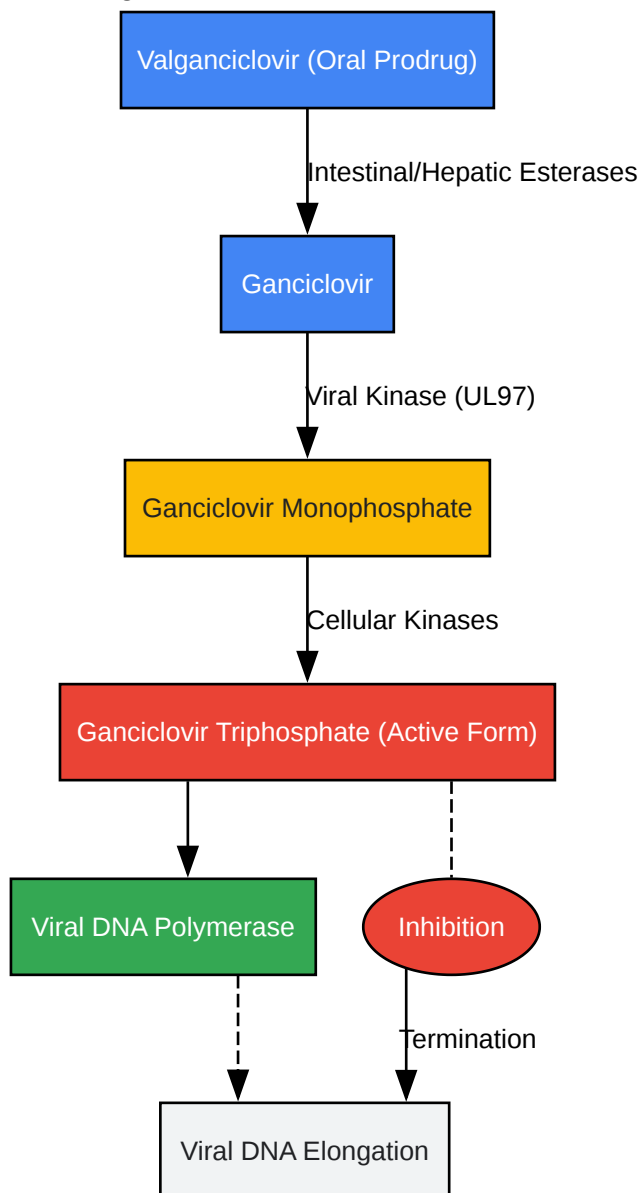 Valganciclovir (Oral Prodrug)
Intestinal/Hepatic Esterases
Ganciclovir
Viral Kinase (UL97)
Ganciclovir Monophosphate
Cellular Kinases
Ganciclovir Triphosphate (Active Form)
Viral DNA Polymerase
Inhibition
Termination
Viral DNA Elongation